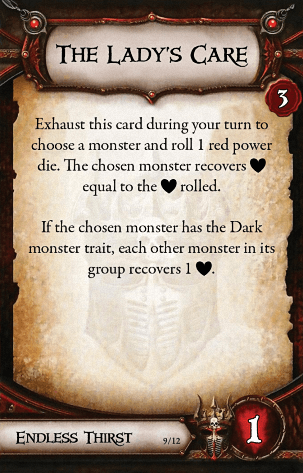 The Lady's Care
3
Exhaust this card during your turn to
choose a monster and roll 1 red power
die. The chosen monster recovers ♥
equal to the ♥ rolled.
If the chosen monster has the Dark
monster trait, each other monster in its
group recovers 1 ♥.
Endless Thirst
9/12
1